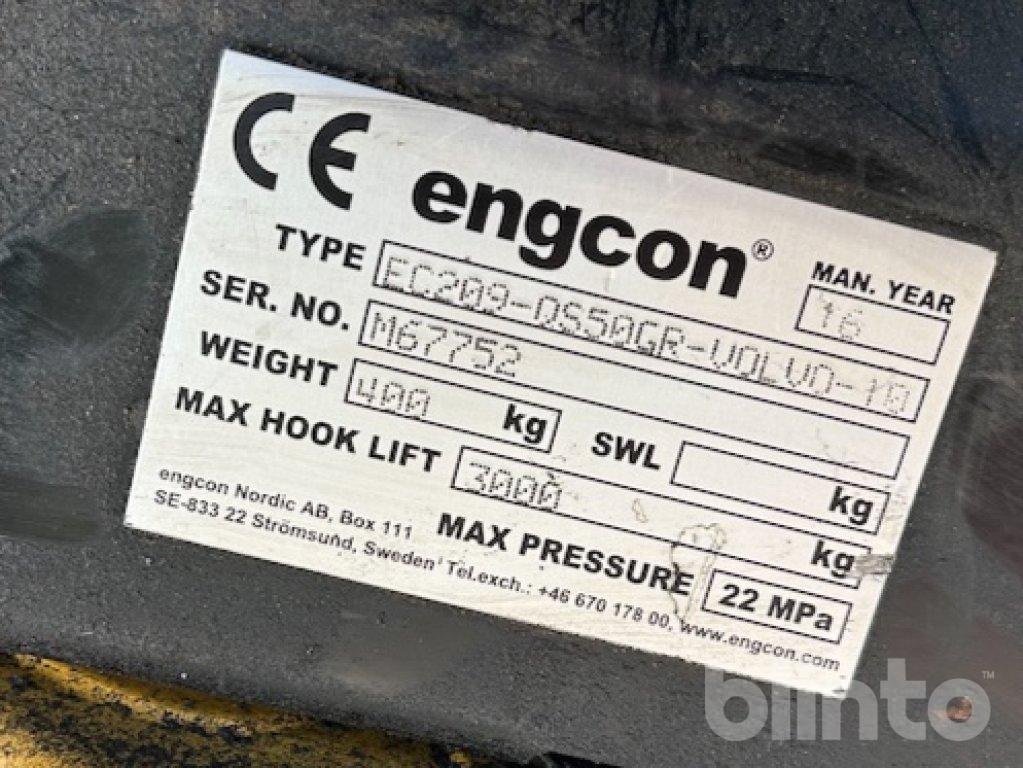 CE engcon®
MAN. YEAR 16
TYPE EC209-QS50GR-VOLVO-10
SER. NO. M67752
WEIGHT 400 kg SWL kg
MAX HOOK LIFT 3000 kg
MAX PRESSURE 22 MPa
engcon Nordic AB, Box 111
SE-833 22 Strömsund, Sweden Tel.exch.: +46 670 178 00, www.engcon.com
blinto™